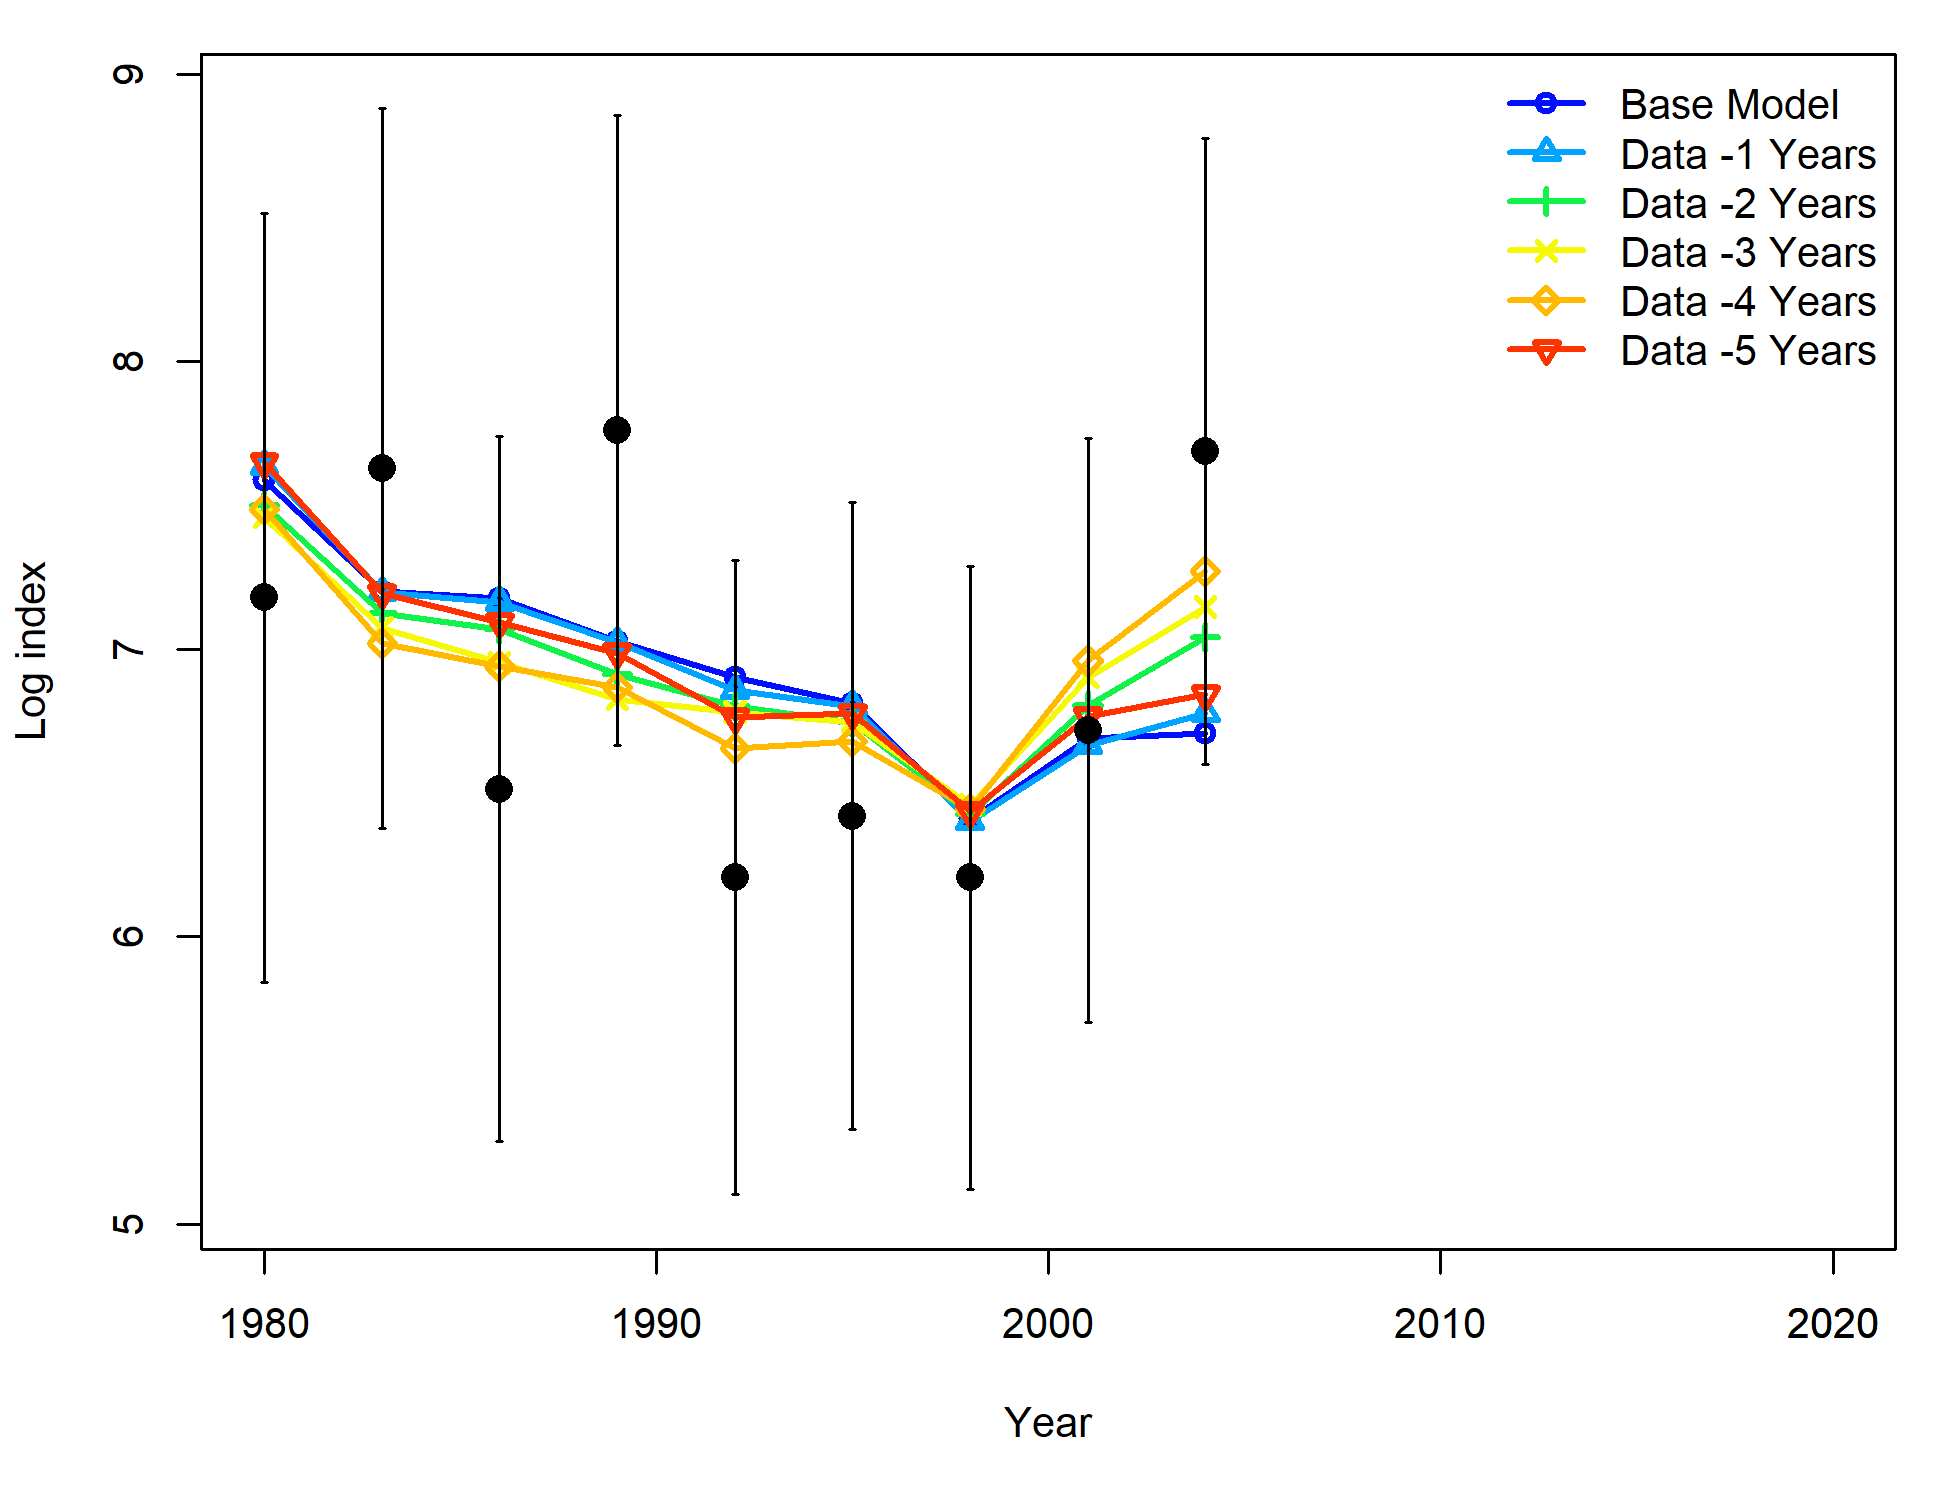 9
8
7
6
5
Log index
Base Model
Data -1 Years
Data -2 Years
Data -3 Years
Data -4 Years
Data -5 Years
1980 1990 2000 2010 2020
Year